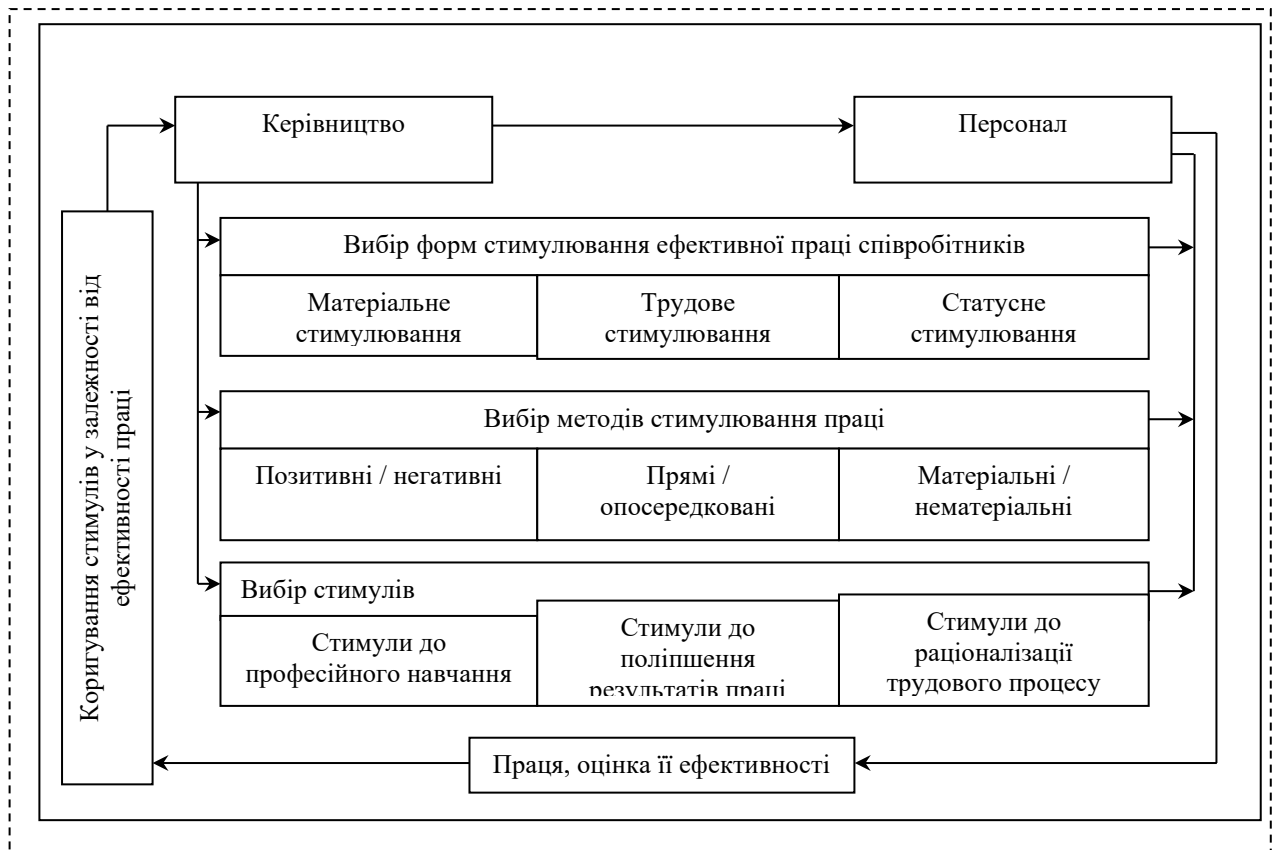 Керівництво
Персонал
Коригування стимулів у залежності від
ефективності праці
Вибір форм стимулювання ефективної праці співробітників
Матеріальне
стимулювання
Трудове
стимулювання
Статусне
стимулювання
Вибір методів стимулювання праці
Позитивні / негативні
Прямі /
опосередковані
Матеріальні /
нематеріальні
Вибір стимулів
Стимули до
професійного навчання
Стимули до
поліпшення
результатів праці
Стимули до
раціоналізації
трудового процесу
Праця, оцінка її ефективності